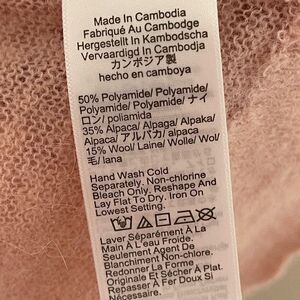 Made In Cambodia
Fabriqué Au Cambodge
Hergestellt In Kambodscha
Vervaardigd In Cambodja
カンボジア製
hecho en camboya
50% Polyamide/ Polyamide/
Polyamide/ Polyamide/ ナイ
ロン/ poliamida
35% Alpaca/ Alpaga/ Alpaka/
Alpaca/ アルパカ/ alpaca
15% Wool/ Laine/ Wolle/ Wol/
毛/ lana
Hand Wash Cold
Separately. Non-chlorine
Bleach Only. Reshape And
Lay Flat To Dry. Iron On
Lowest Setting.
Laver Séparément À La
Main À L'eau Froide.
Seulement Agent De
Blanchiment Non Chloré.
Redonner La Forme
Originale Et Sécher À Plat.
Repasser À Fer Doux Si
Nécessaire.